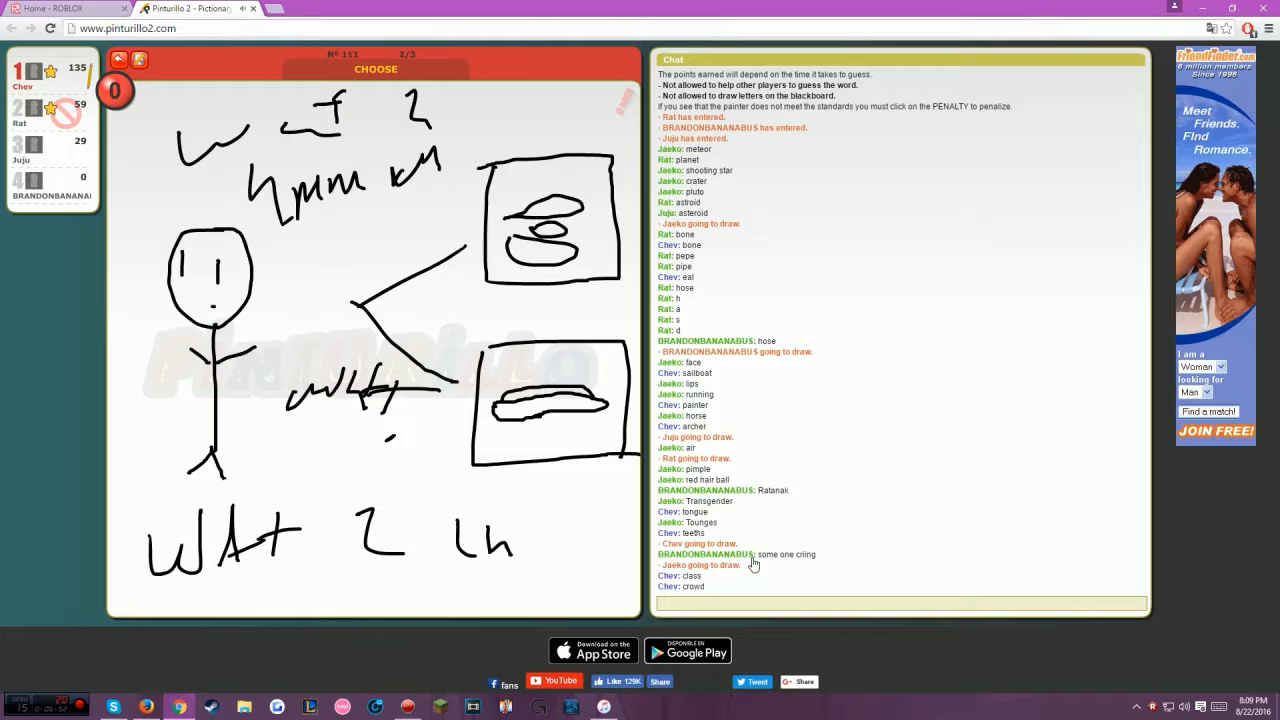 Home - ROBLOX
Pinturillo 2 - Pictionary
www.pinturillo2.com
1 135
Chev
2 59
Rat
3 29
Juju
4 0
BRANDONBANANAI
0
Nº 111 2/3
CHOOSE
2
2
Chat
The points earned will depend on the time it takes to guess.
- Not allowed to help other players to guess the word.
- Not allowed to draw letters on the blackboard.
If you see that the painter does not meet the standards you must click on the PENALTY to penalize.
· Rat has entered.
· BRANDONBANANABUS has entered.
· Juju has entered.
Jaeko: meteor
Rat: planet
Jaeko: shooting star
Jaeko: crater
Jaeko: pluto
Rat: astroid
Juju: asteroid
· Jaeko going to draw.
Rat: bone
Chev: bone
Rat: pepe
Rat: pipe
Chev: eal
Rat: hose
Rat: h
Rat: a
Rat: s
Rat: d
BRANDONBANANABUS: hose
· BRANDONBANANABUS going to draw.
Jaeko: face
Chev: sailboat
Jaeko: lips
Jaeko: running
Chev: painter
Jaeko: horse
Chev: archer
· Juju going to draw.
Jaeko: air
· Rat going to draw.
Jaeko: pimple
Jaeko: red hair ball
BRANDONBANANABUS: Ratanak
Jaeko: Transgender
Chev: tongue
Jaeko: Tounges
Chev: teeths
· Chev going to draw.
BRANDONBANANABUS: some one criing
· Jaeko going to draw.
Chev: class
Chev: crowd
FriendFinder.com
6 million members
Since 1996
Meet
Friends.
Find
Romance.
I am a
Woman
looking for
Man
Find a match!
JOIN FREE!
Download on the
App Store
DISPONIBLE EN
Google Play
fans
YouTube
Like 129K
Share
Tweet
Share
20
15
8:09 PM
8/22/2016